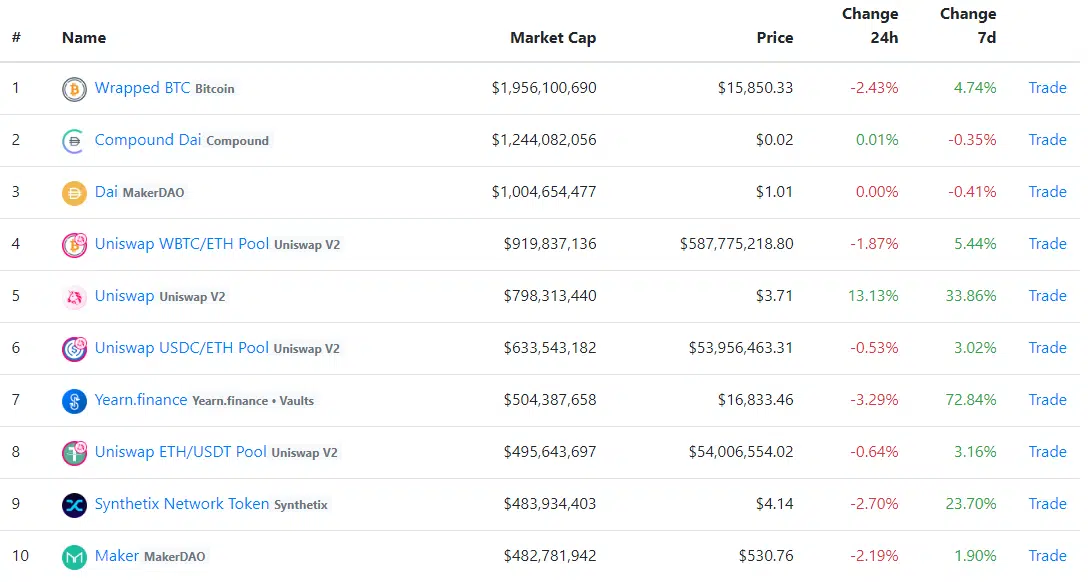 # Name Market Cap Price Change 24h Change 7d
1 Wrapped BTC Bitcoin $1,956,100,690 $15,850.33 -2.43% 4.74% Trade
2 Compound Dai Compound $1,244,082,056 $0.02 0.01% -0.35% Trade
3 Dai MakerDAO $1,004,654,477 $1.01 0.00% -0.41% Trade
4 Uniswap WBTC/ETH Pool Uniswap V2 $919,837,136 $587,775,218.80 -1.87% 5.44% Trade
5 Uniswap Uniswap V2 $798,313,440 $3.71 13.13% 33.86% Trade
6 Uniswap USDC/ETH Pool Uniswap V2 $633,543,182 $53,956,463.31 -0.53% 3.02% Trade
7 Yearn.finance Yearn.finance • Vaults $504,387,658 $16,833.46 -3.29% 72.84% Trade
8 Uniswap ETH/USDT Pool Uniswap V2 $495,643,697 $54,006,554.02 -0.64% 3.16% Trade
9 Synthetix Network Token Synthetix $483,934,403 $4.14 -2.70% 23.70% Trade
10 Maker MakerDAO $482,781,942 $530.76 -2.19% 1.90% Trade